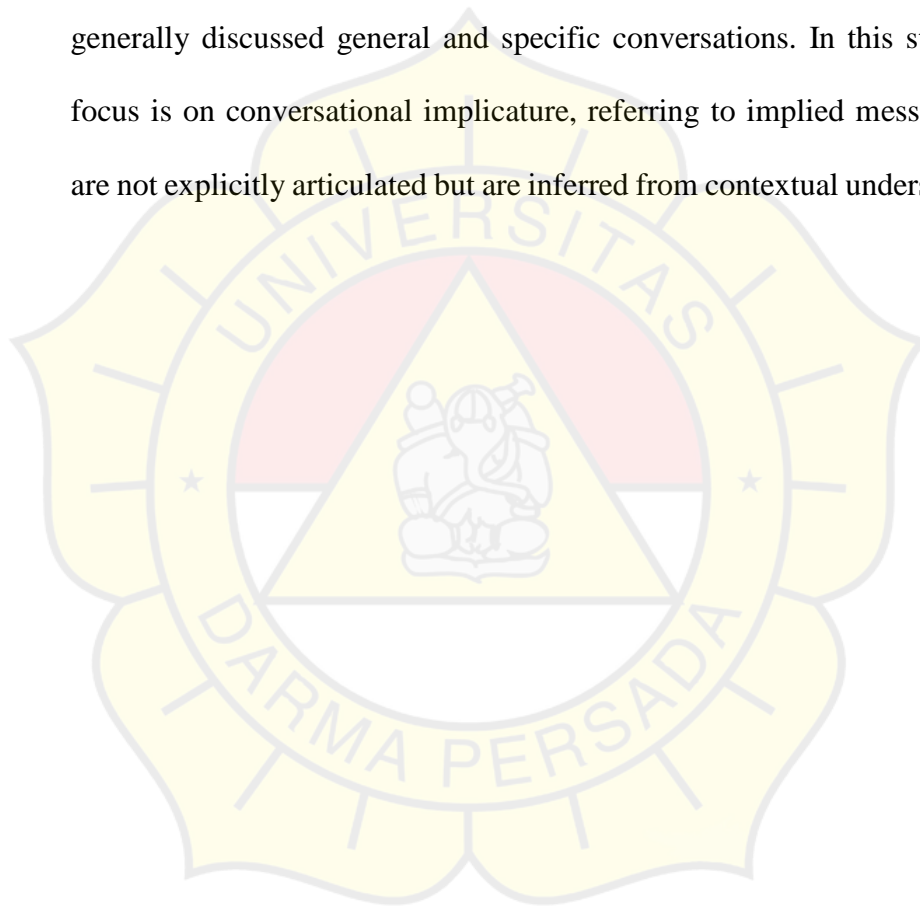 generally discussed general and specific conversations. In this
focus is on conversational implicature, referring to implied
are not explicitly articulated but are inferred from contextual
UNIVERSITAS
DARMA PERSADA